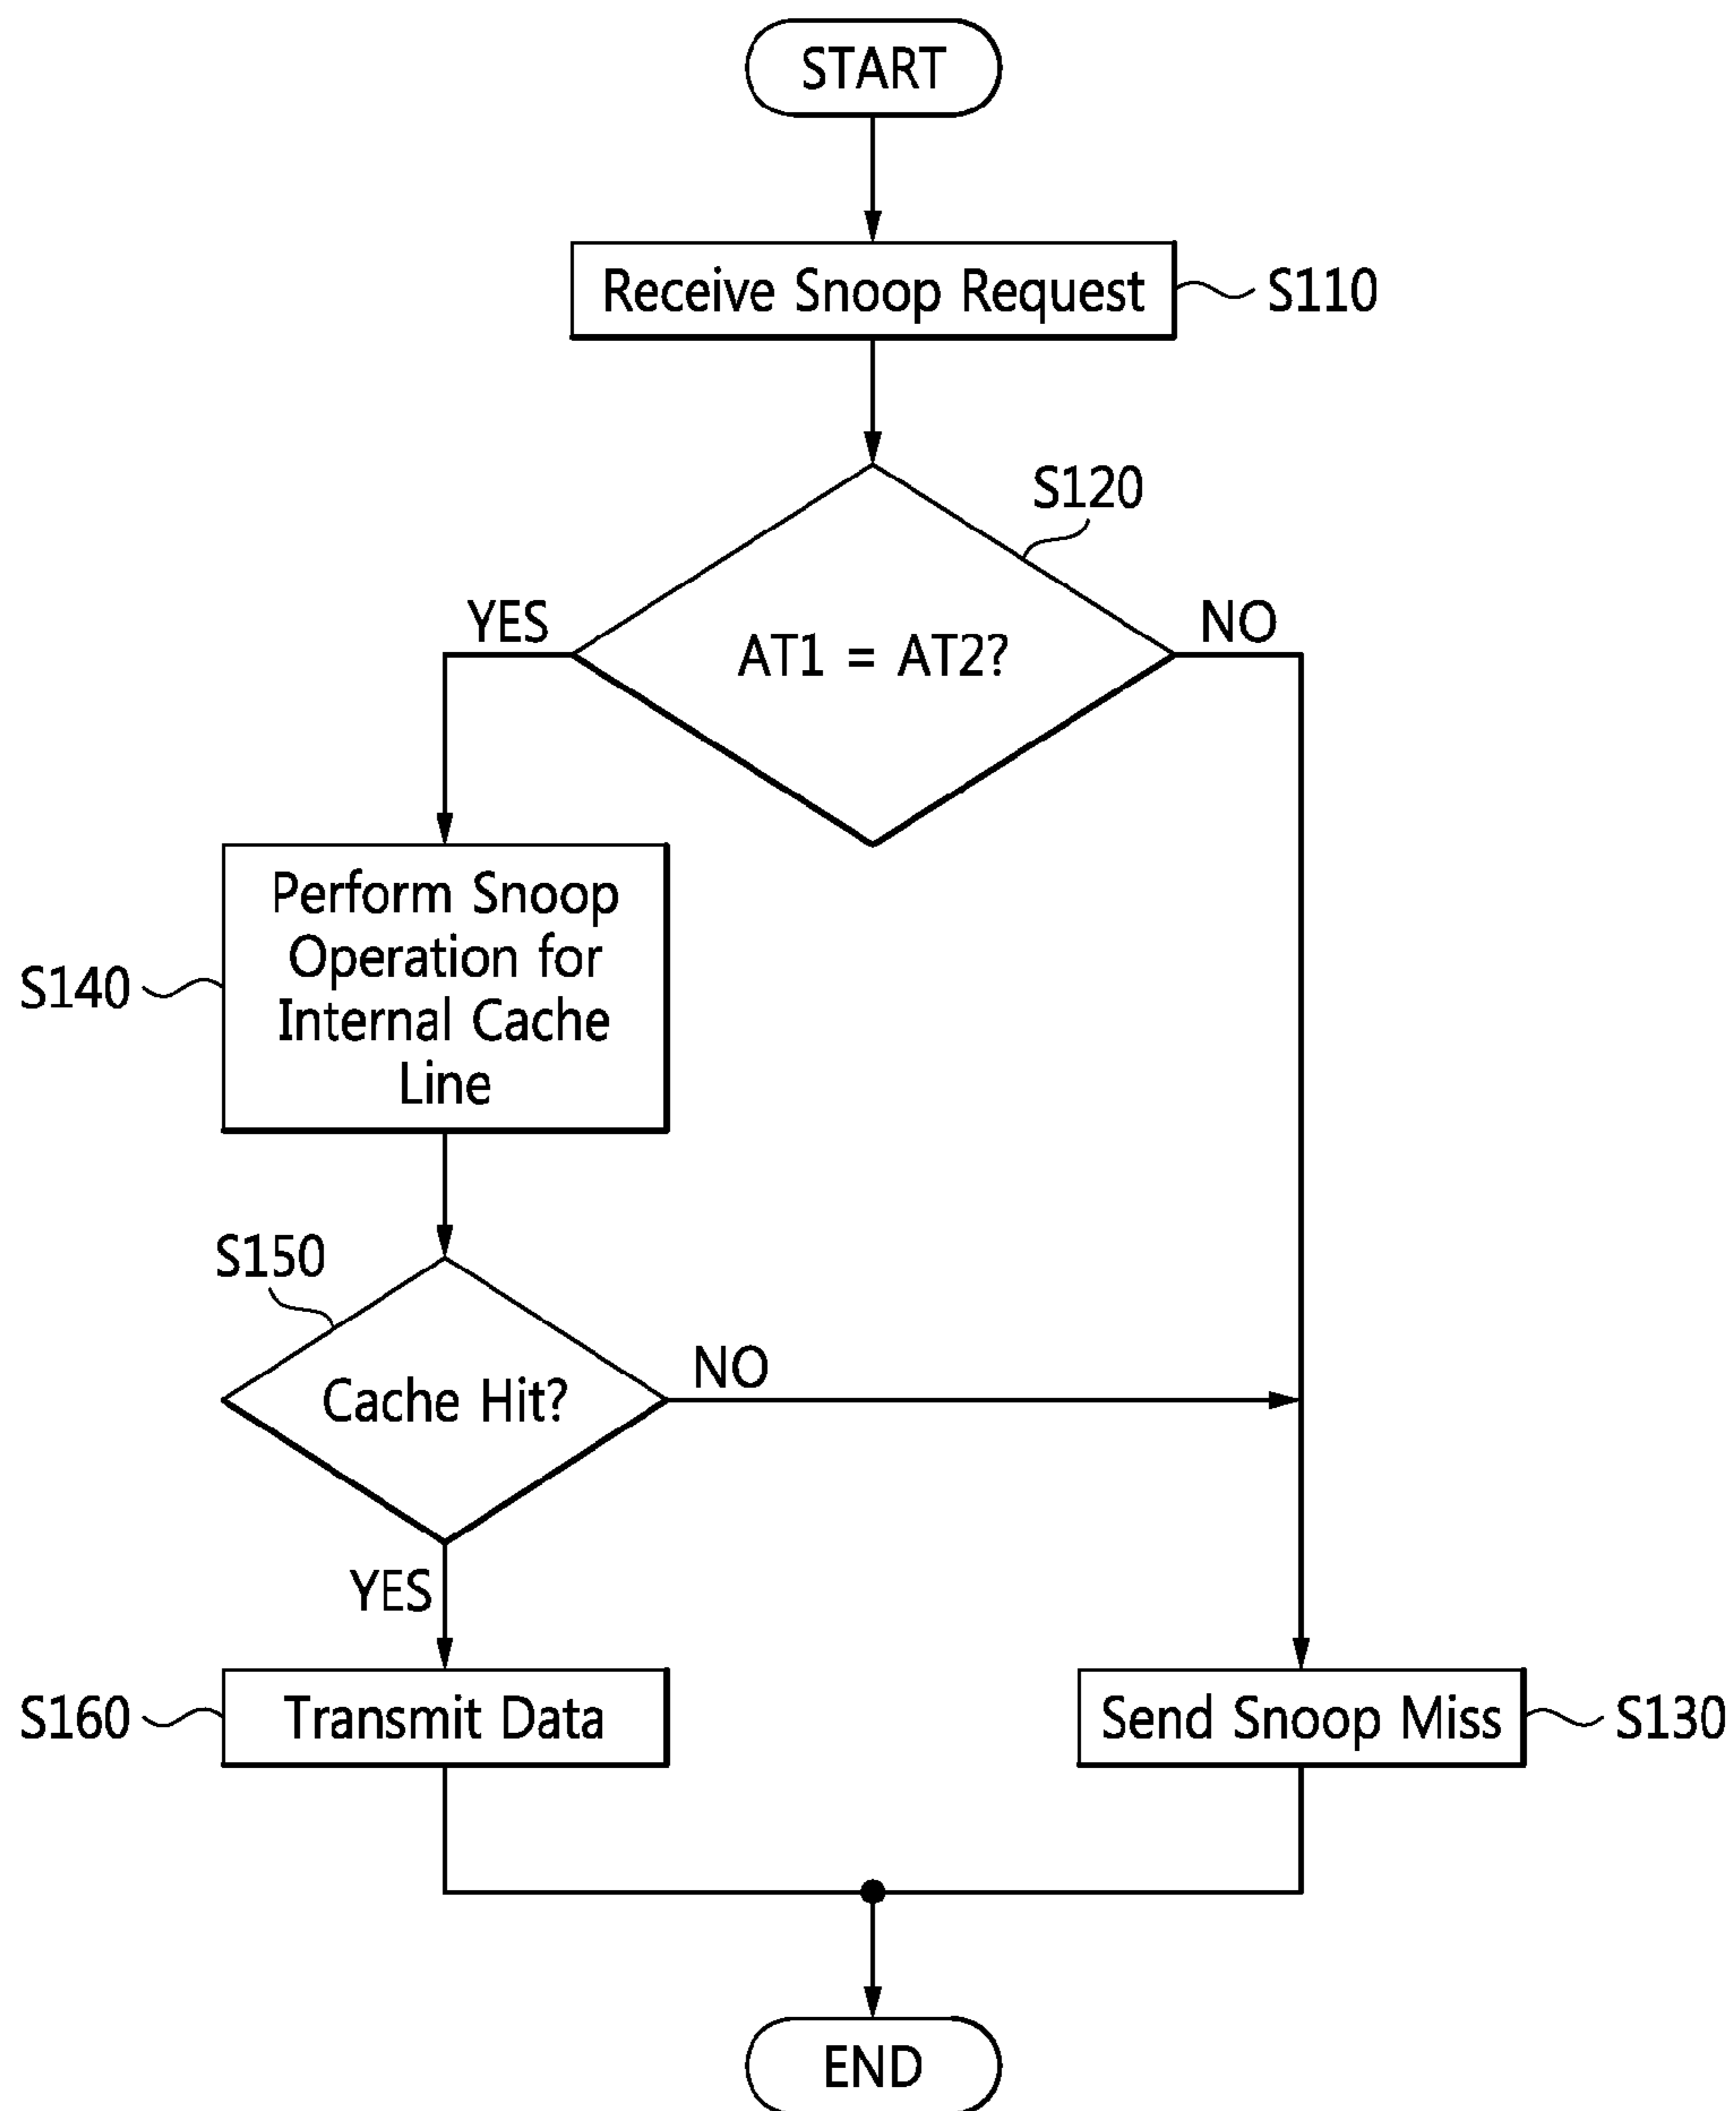 START
Receive Snoop Request
S110
S120
YES
AT1 = AT2?
NO
Perform Snoop
Operation for
Internal Cache
Line
S140
S150
Cache Hit?
NO
YES
S160
Transmit Data
Send Snoop Miss
S130
END